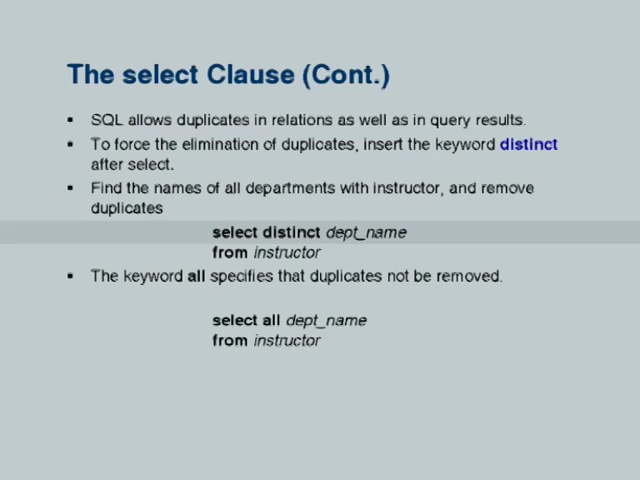 The select Clause (Cont.)
▪ SQL allows duplicates in relations as well as in query results.
▪ To force the elimination of duplicates, insert the keyword distinct
after select.
▪ Find the names of all departments with instructor, and remove
duplicates
select distinct dept_name
from instructor
▪ The keyword all specifies that duplicates not be removed.
select all dept_name
from instructor